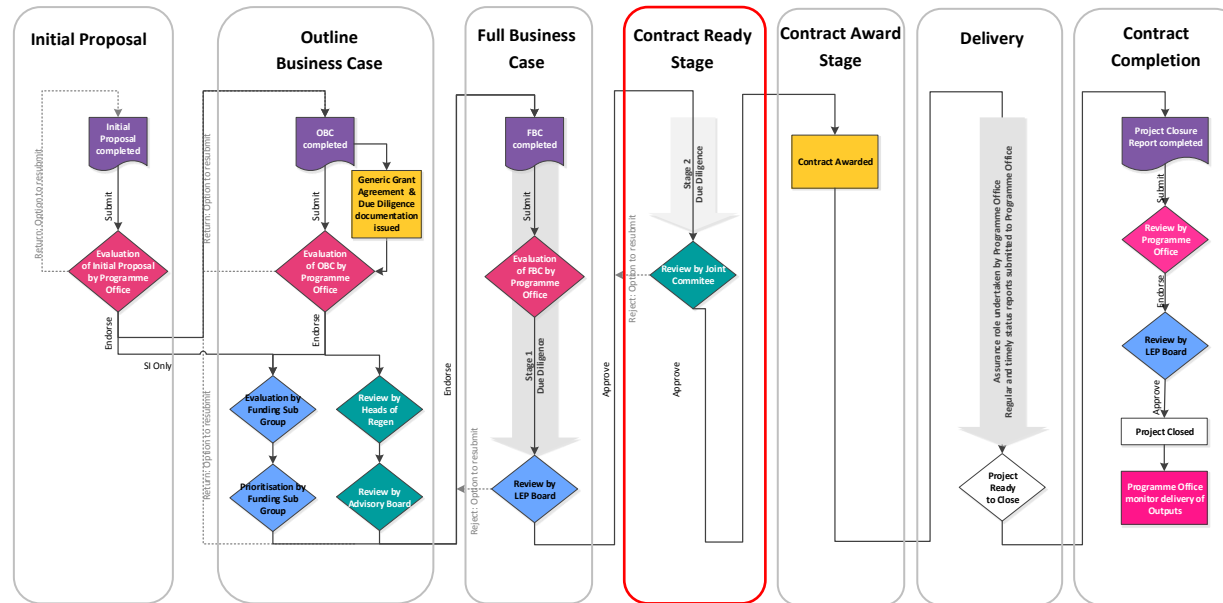 Initial Proposal
Initial
Proposal
completed
Return: Option to resubmit
Submit
Evaluation
of Initial Proposal
by Programme
Office
Endorse
SI Only
Outline
Business Case
OBC
completed
Generic Grant
Agreement &
Due Diligence
documentation
issued
Return: Option to resubmit
Submit
Evaluation
of OBC by
Programme Office
Endorse
Evaluation by
Funding Sub
Group
Review by
Heads of
Regen
Return: Option to resubmit
Prioritisation by
Funding Sub
Group
Review by
Advisory Board
Endorse
Full Business
Case
FBC
completed
Submit
Evaluation
of FBC by
Programme Office
Stage 1
Due Diligence
Review by
LEP Board
Reject: Option to resubmit
Approve
Contract Ready
Stage
Stage 2
Due Diligence
Review by Joint
Commitee
Reject: Option to resubmit
Approve
Contract Award
Stage
Contract Awarded
Delivery
Assurance role undertaken by Programme Office
Regular and timely status reports submitted to Programme Office
Project
Ready
to Close
Contract
Completion
Project Closure
Report completed
Submit
Review by
Programme
Office
Endorse
Review by
LEP Board
Approve
Project Closed
Programme Office
monitor delivery of
Outputs